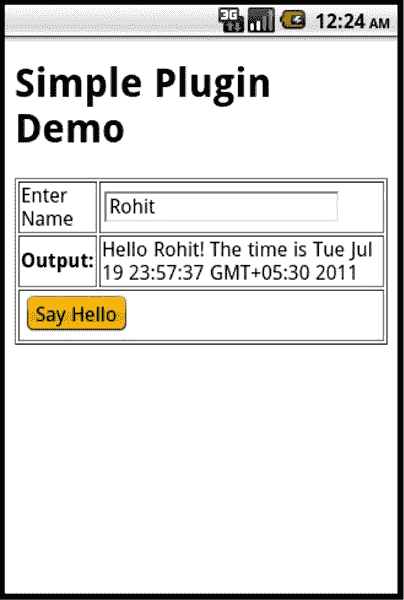 3G
12:24 AM
Simple Plugin
Demo
Enter
Name
Rohit
Output:
Hello Rohit! The time is Tue Jul
19 23:57:37 GMT+05:30 2011
Say Hello